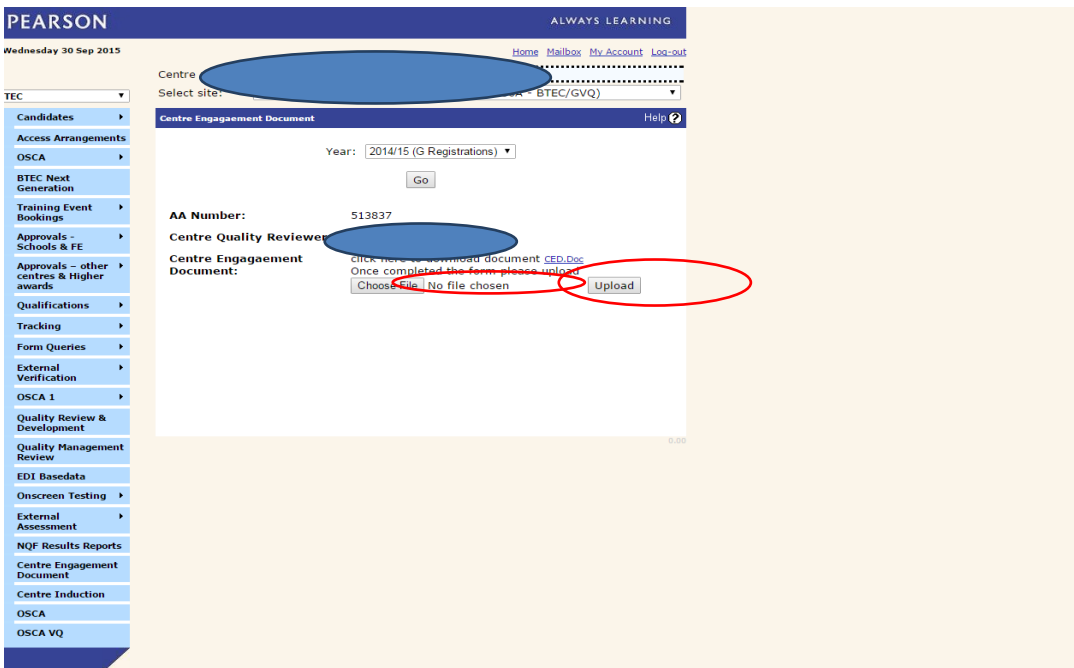 PEARSON
ALWAYS LEARNING
Wednesday 30 Sep 2015
Home Mailbox My Account Log-out
Centre
TEC
Select site:
- BTEC/GVQ)
Candidates
Access Arrangements
OSCA
BTEC Next
Generation
Training Event
Bookings
Approvals -
Schools & FE
Approvals – other
centres & Higher
awards
Qualifications
Tracking
Form Queries
External
Verification
OSCA 1
Quality Review &
Development
Quality Management
Review
EDI Basedata
Onscreen Testing
External
Assessment
NQF Results Reports
Centre Engagement
Document
Centre Induction
OSCA
OSCA VQ
Centre Engagaement Document
Help ?
Year: 2014/15 (G Registrations)
Go
AA Number: 513837
Centre Quality Reviewer
Centre Engagaement
Document:
click here to download document CED.Doc
Once completed the form please upload
Choose File No file chosen
Upload
0.00